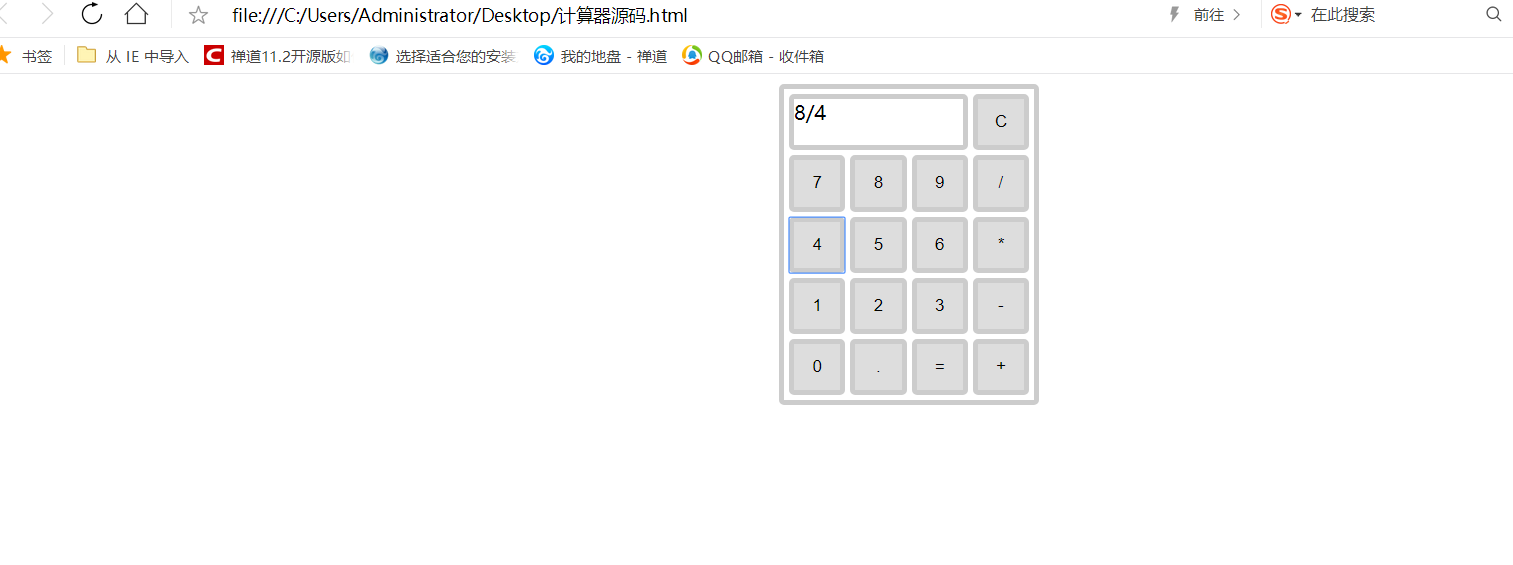 file:///C:/Users/Administrator/Desktop/计算器源码.html 前往 在此搜索
书签 从 IE 中导入 禅道11.2开源版如 选择适合您的安装 我的地盘 - 禅道 QQ邮箱 - 收件箱
8/4 C
7 8 9 /
4 5 6 *
1 2 3 -
0 . = +